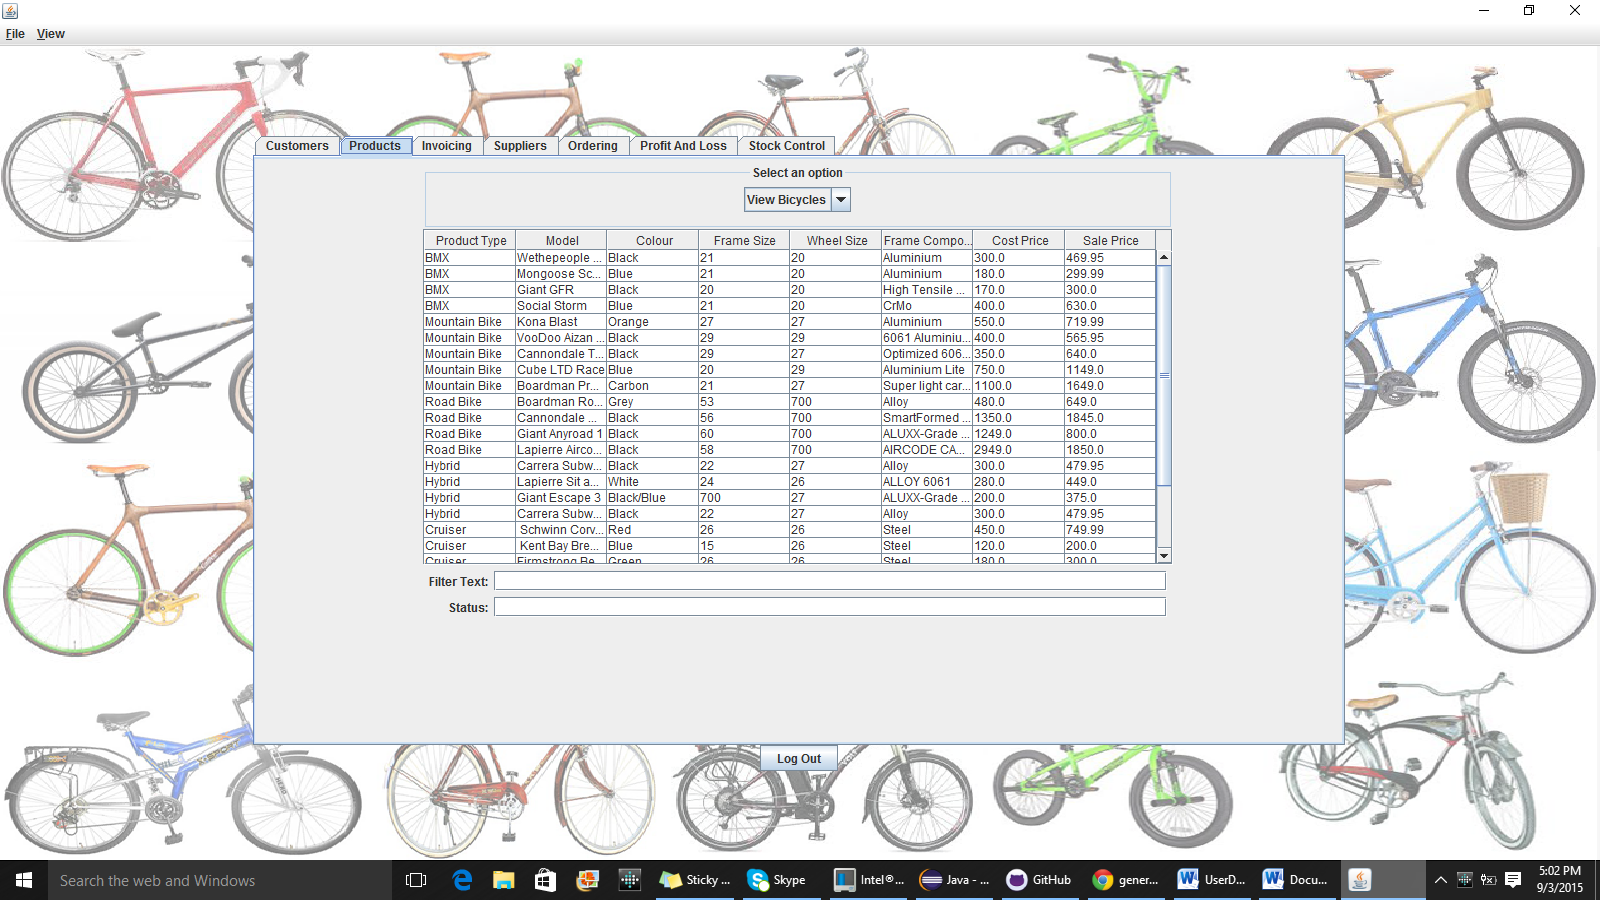 File View
Customers Products Invoicing Suppliers Ordering Profit And Loss Stock Control
Select an option
View Bicycles
Product Type Model Colour Frame Size Wheel Size Frame Compo... Cost Price Sale Price
BMX Wethepeople ... Black 21 20 Aluminium 300.0 469.95
BMX Mongoose Sc... Blue 21 20 Aluminium 180.0 299.99
BMX Giant GFR Black 20 20 High Tensile ... 170.0 300.0
BMX Social Storm Blue 21 20 CrMo 400.0 630.0
Mountain Bike Kona Blast Orange 27 27 Aluminium 550.0 719.99
Mountain Bike VooDoo Aizan ... Black 29 29 6061 Aluminiu... 400.0 565.95
Mountain Bike Cannondale T... Black 29 27 Optimized 606... 350.0 640.0
Mountain Bike Cube LTD Race Blue 20 29 Aluminium Lite 750.0 1149.0
Mountain Bike Boardman Pr... Carbon 21 27 Super light car... 1100.0 1649.0
Road Bike Boardman Ro... Grey 53 700 Alloy 480.0 649.0
Road Bike Cannondale ... Black 56 700 SmartFormed ... 1350.0 1845.0
Road Bike Giant Anyroad 1 Black 60 700 ALUXX-Grade ... 1249.0 800.0
Road Bike Lapierre Airco... Black 58 700 AIRCODE CA... 2949.0 1850.0
Hybrid Carrera Subw... Black 22 27 Alloy 300.0 479.95
Hybrid Lapierre Sit a... White 24 26 ALLOY 6061 280.0 449.0
Hybrid Giant Escape 3 Black/Blue 700 27 ALUXX-Grade ... 200.0 375.0
Hybrid Carrera Subw... Black 22 27 Alloy 300.0 479.95
Cruiser Schwinn Corv... Red 26 26 Steel 450.0 749.99
Cruiser Kent Bay Bre... Blue 15 26 Steel 120.0 200.0
Cruiser Firmstrong Be... Green 26 26 Steel 180.0 300.0
Filter Text:
Status:
Log Out
Search the web and Windows Sticky ... Skype Intel®... Java - ... GitHub gener... UserD... Docu... 5:02 PM
9/3/2015